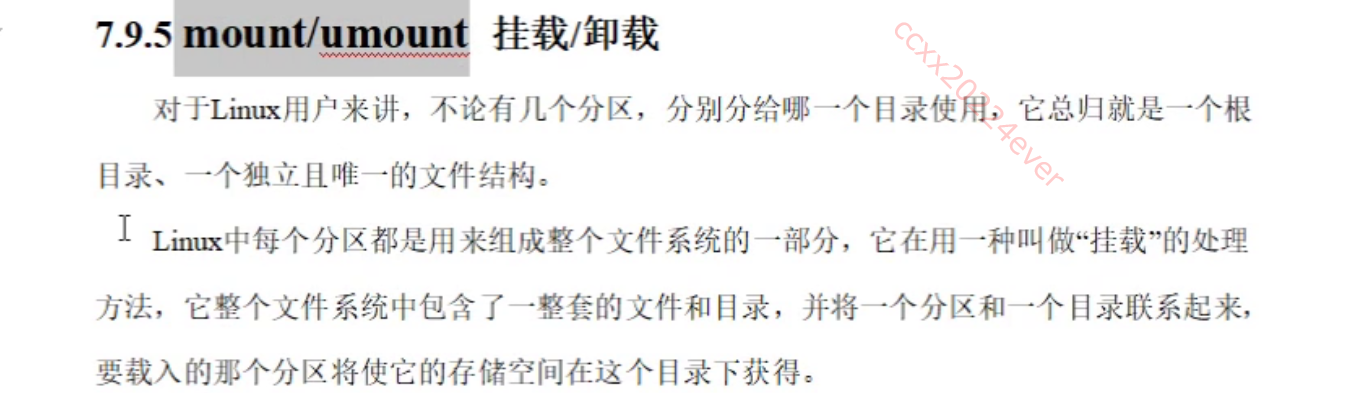 7.9.5 mount/umount 挂载/卸载
对于Linux用户来讲，不论有几个分区，分别分给哪一个目录使用，它总归就是一个根
目录、一个独立且唯一的文件结构。
Linux中每个分区都是用来组成整个文件系统的一部分，它在用一种叫做“挂载”的处理
方法，它整个文件系统中包含了一整套的文件和目录，并将一个分区和一个目录联系起来，
要载入的那个分区将使它的存储空间在这个目录下获得。